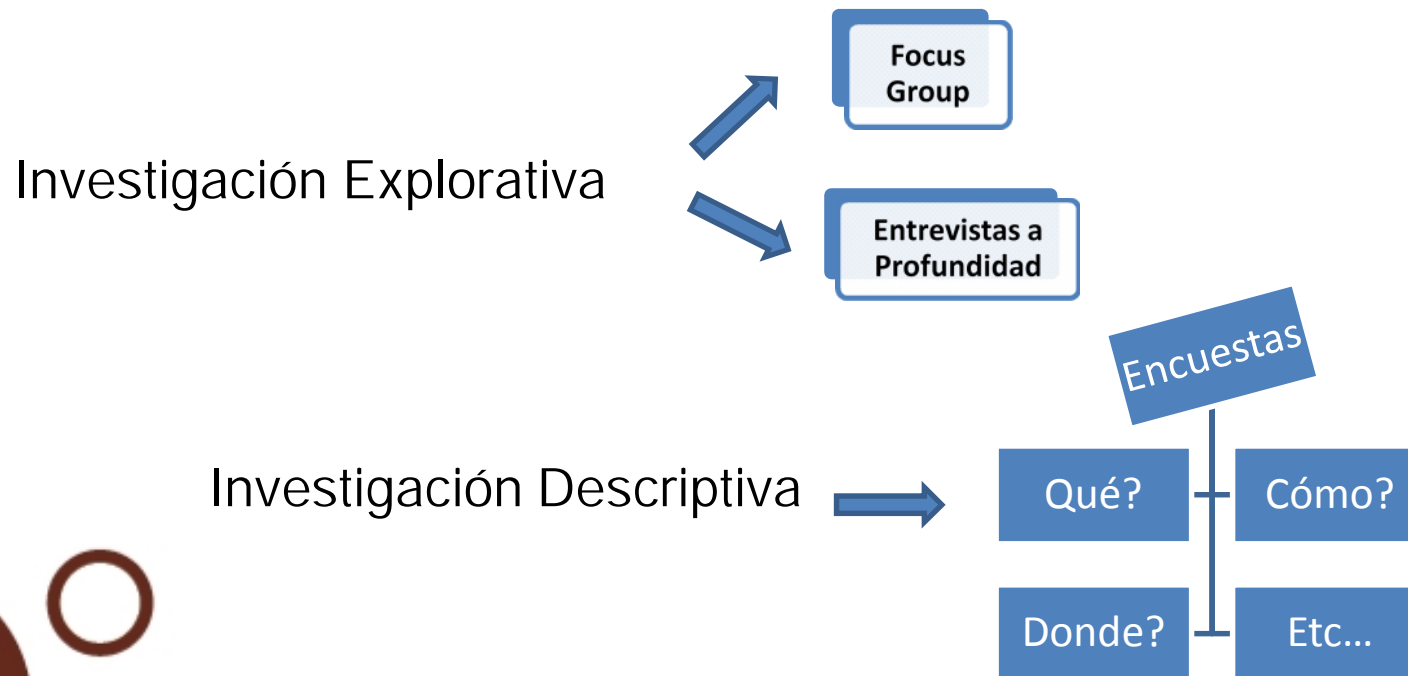 Focus
Group
Investigación Explorativa
Entrevistas a
Profundidad
Encuestas
Investigación Descriptiva
Qué?
Cómo?
Donde?
Etc...